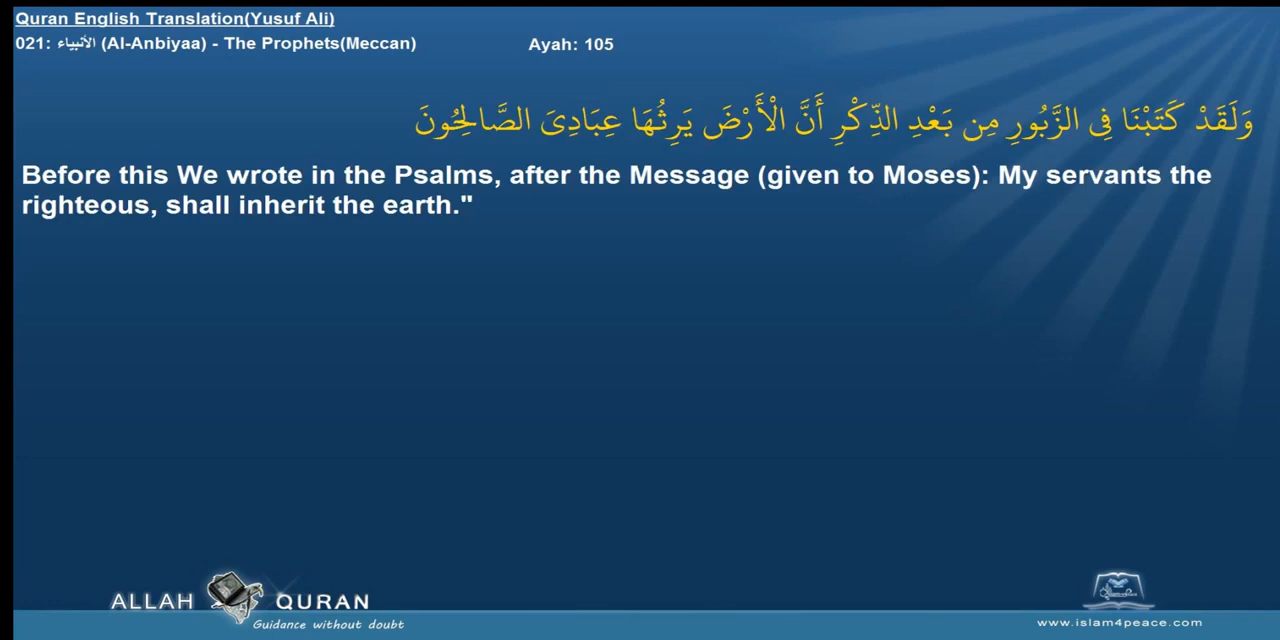 Quran English Translation(Yusuf Ali)
021: الأنبياء (Al-Anbiyaa) - The Prophets(Meccan)
Ayah: 105
وَلَقَدْ كَتَبْنَا فِى الزَّبُورِ مِن بَعْدِ الذِّكْرِ أَنَّ الْأَرْضَ يَرِثُهَا عِبَادِىَ الصَّالِحُونَ
Before this We wrote in the Psalms, after the Message (given to Moses): My servants the
righteous, shall inherit the earth."
ALLAH QURAN
Guidance without doubt
www.islam4peace.com